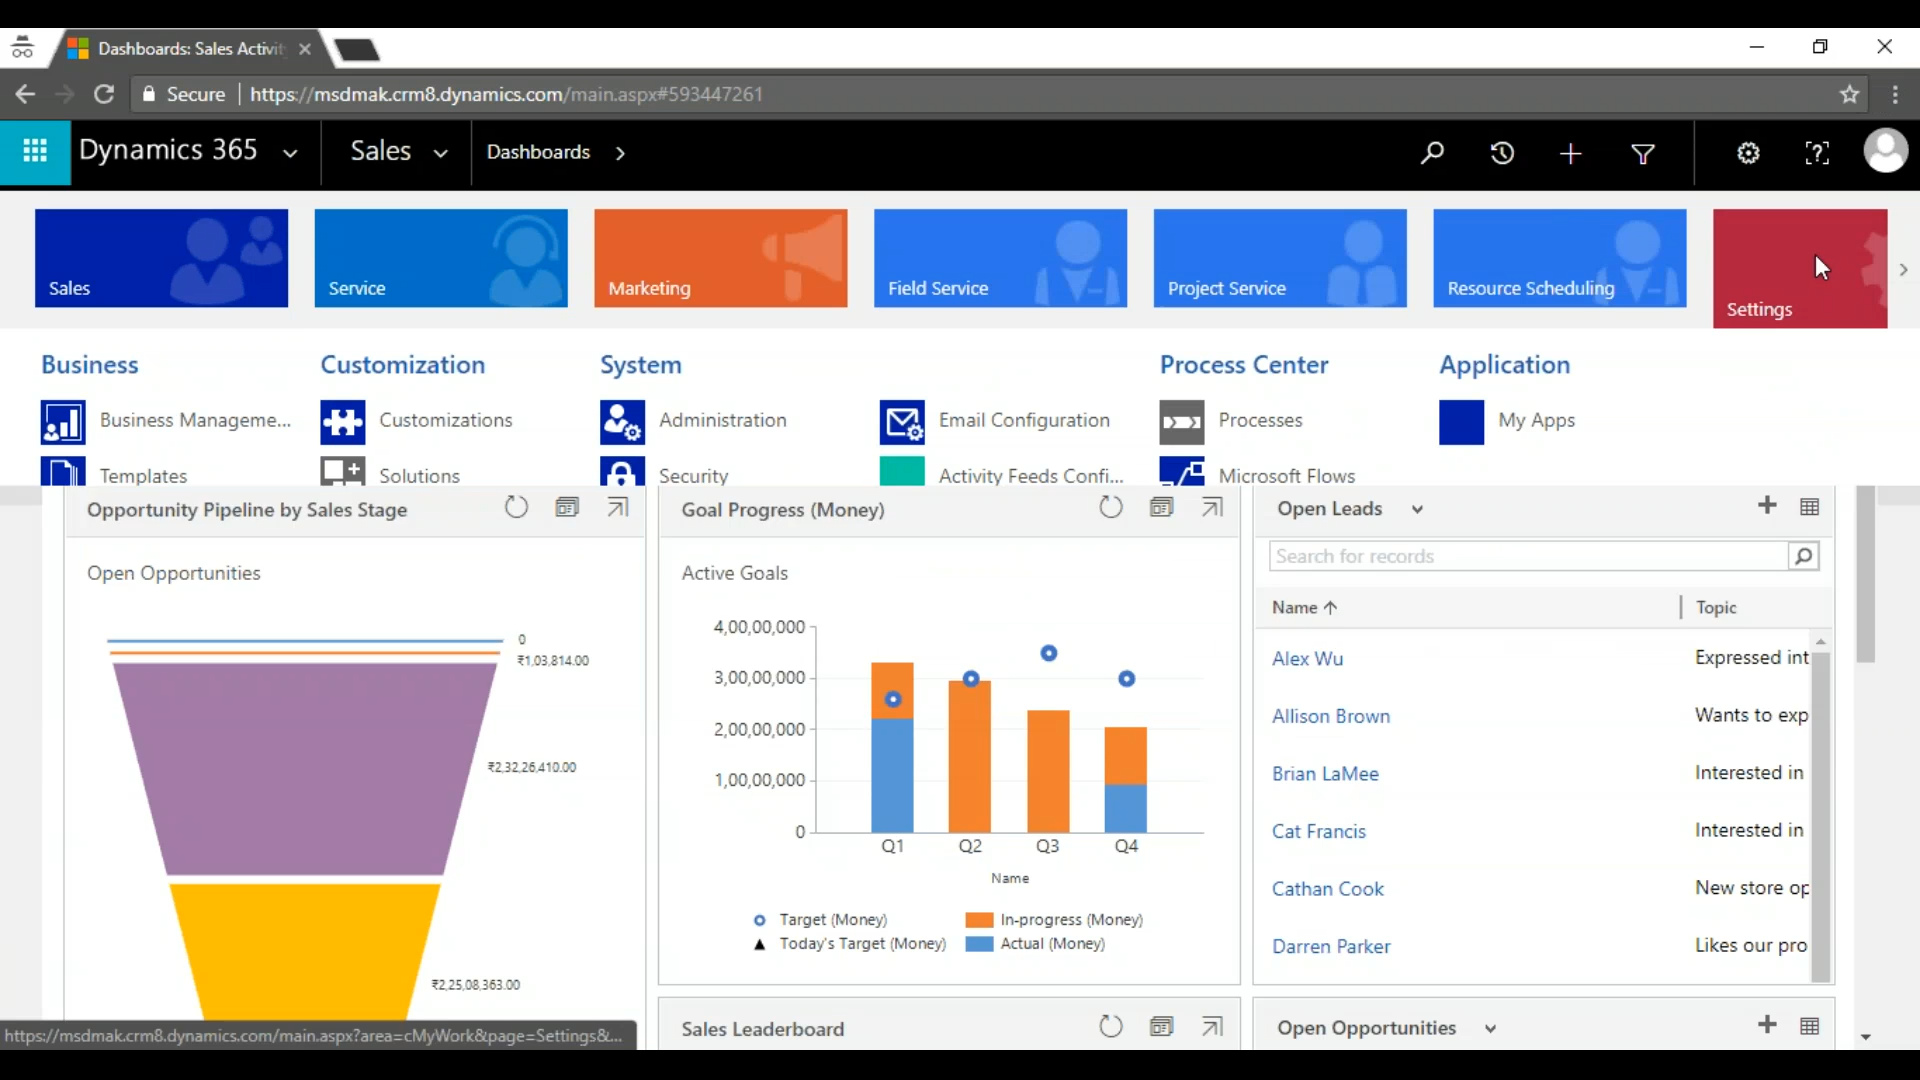 Dashboards: Sales Activit
Secure | https://msdmak.crm8.dynamics.com/main.aspx#593447261
Dynamics 365 Sales Dashboards
Sales Service Marketing Field Service Project Service Resource Scheduling Settings
Business Customization System Process Center Application
Business Manageme... Customizations Administration Email Configuration Processes My Apps
Templates Solutions Security Activity Feeds Confi... Microsoft Flows
Opportunity Pipeline by Sales Stage
Open Opportunities
0
₹1,03,814.00
₹2,32,26,410.00
₹2,25,08,363.00
Goal Progress (Money)
Active Goals
4,00,00,000
3,00,00,000
2,00,00,000
1,00,00,000
0
Q1 Q2 Q3 Q4
Name
Target (Money) In-progress (Money)
Today's Target (Money) Actual (Money)
Open Leads
Search for records
Name Topic
Alex Wu Expressed int
Allison Brown Wants to exp
Brian LaMee Interested in
Cat Francis Interested in
Cathan Cook New store op
Darren Parker Likes our pro
Sales Leaderboard
Open Opportunities
https://msdmak.crm8.dynamics.com/main.aspx?area=cMyWork&page=Settings&...